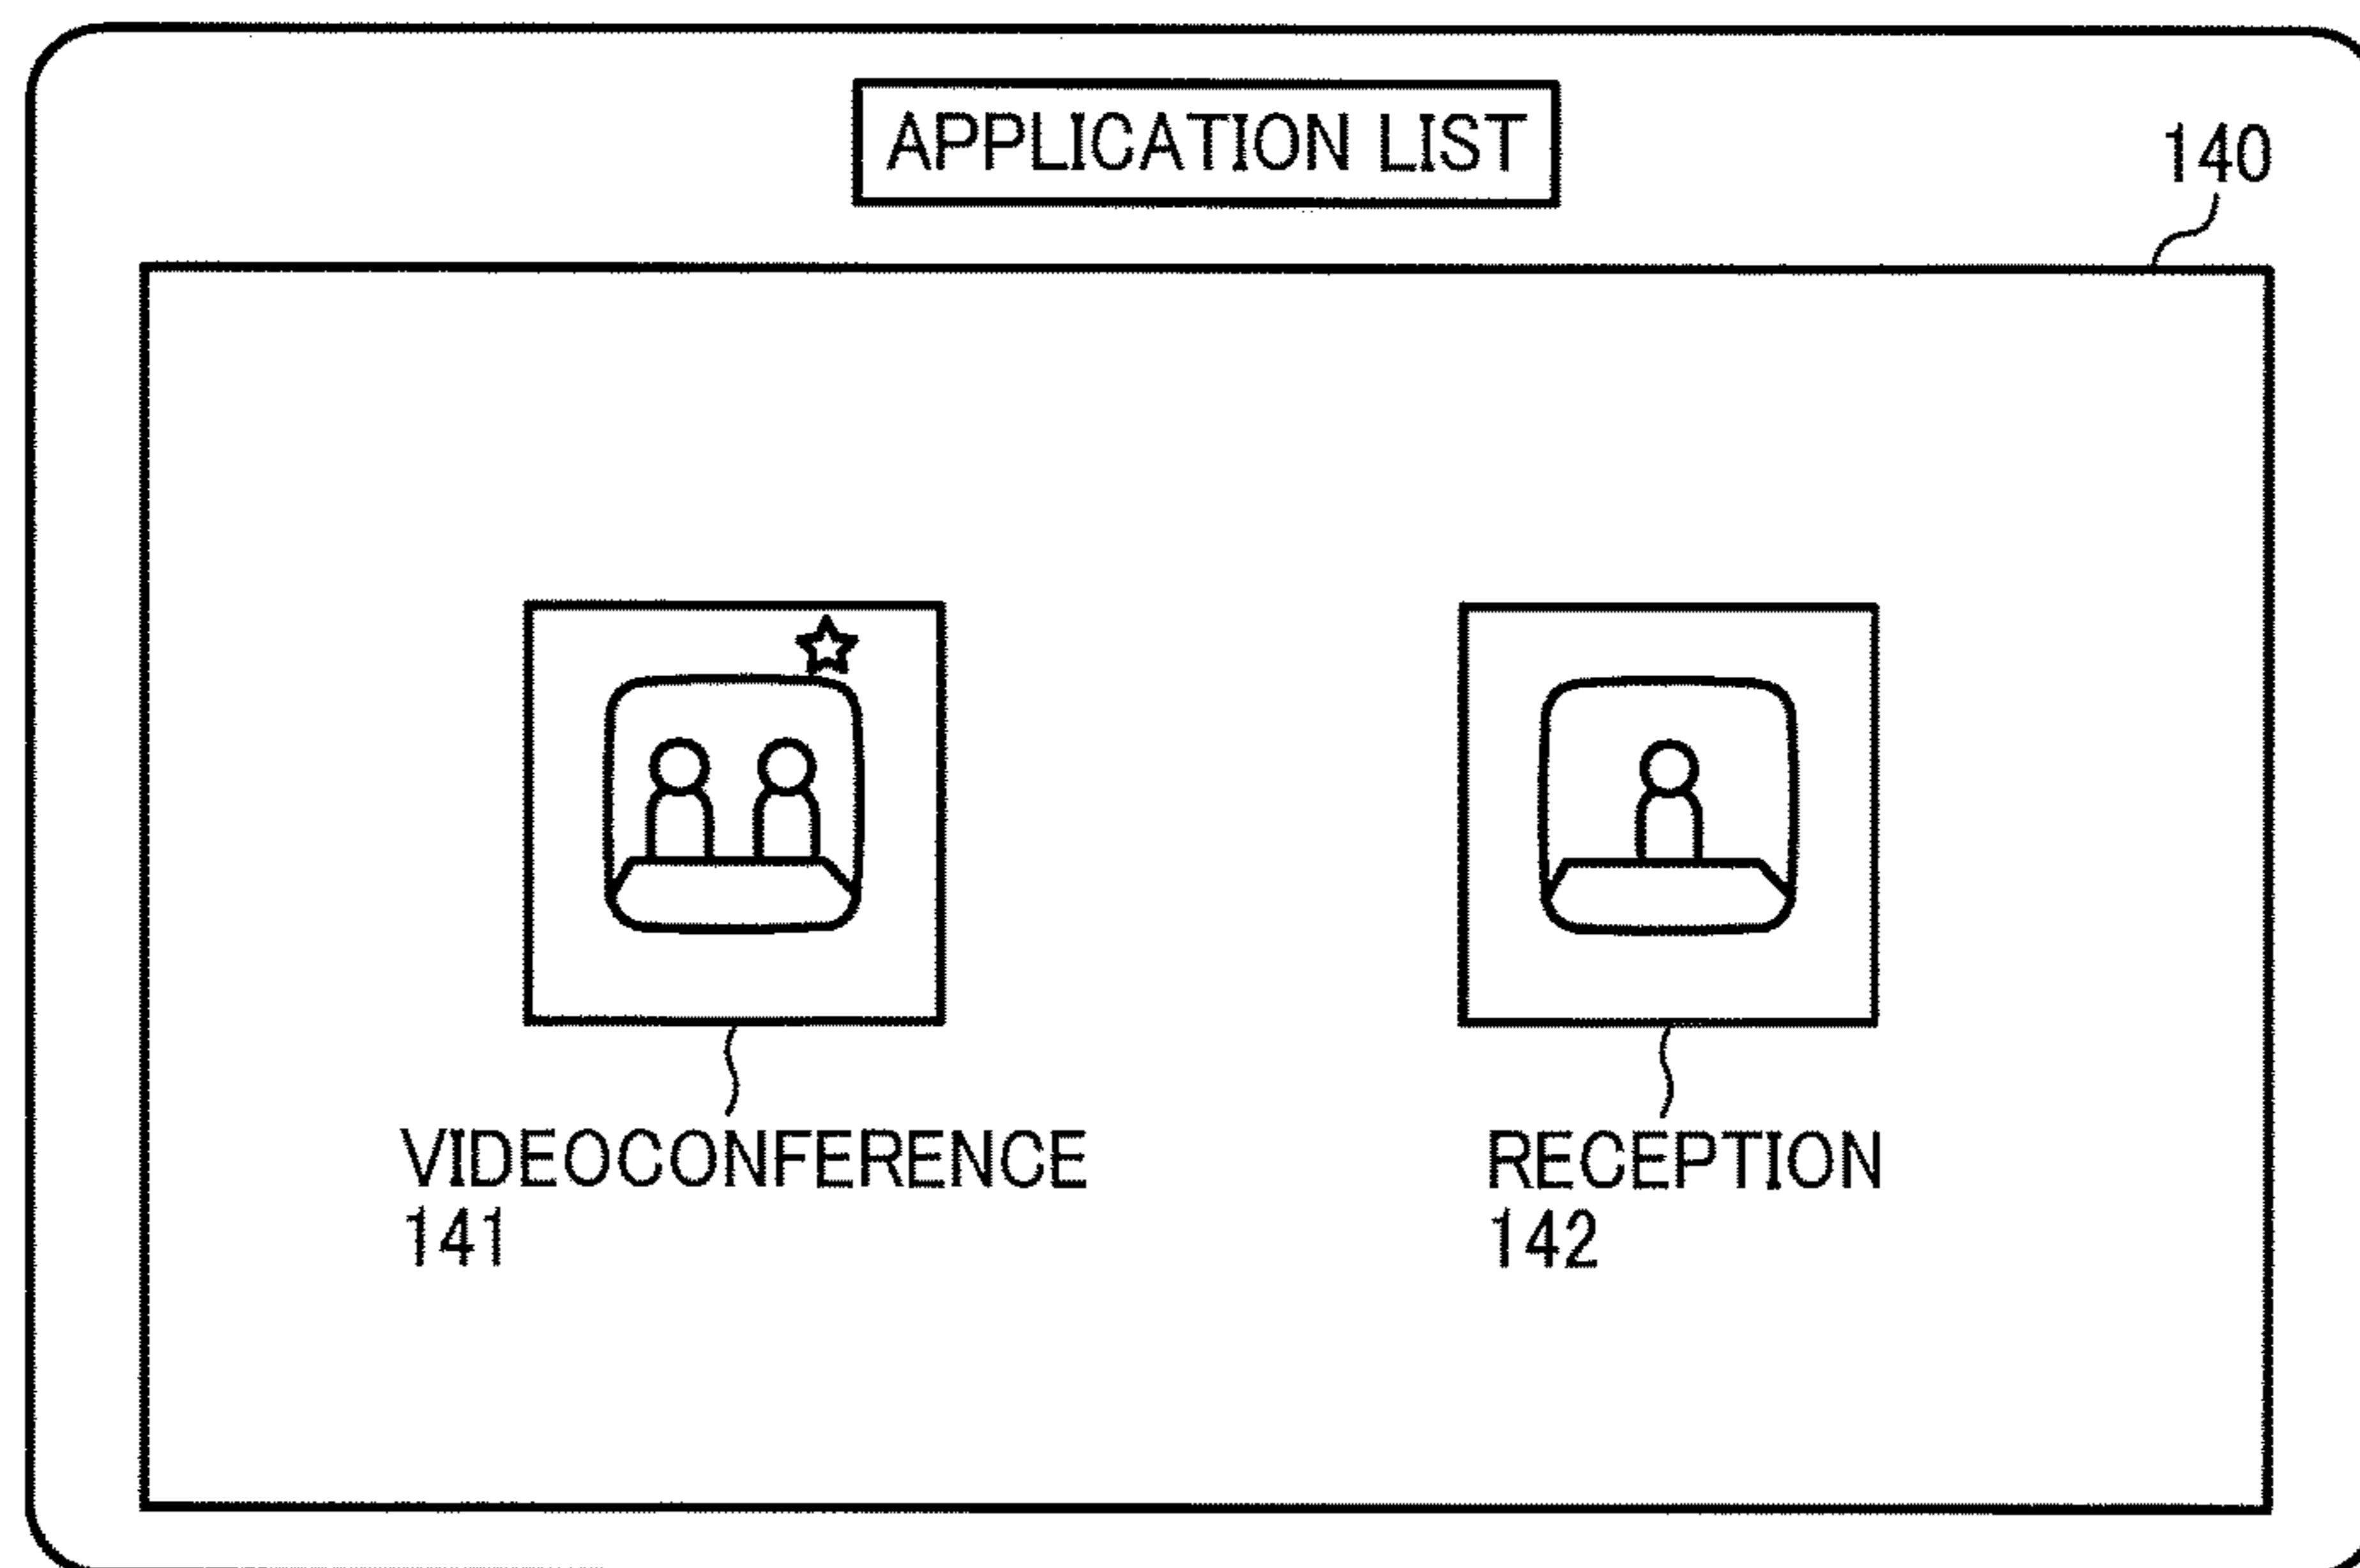 APPLICATION LIST
140
VIDEOCONFERENCE
141
RECEPTION
142